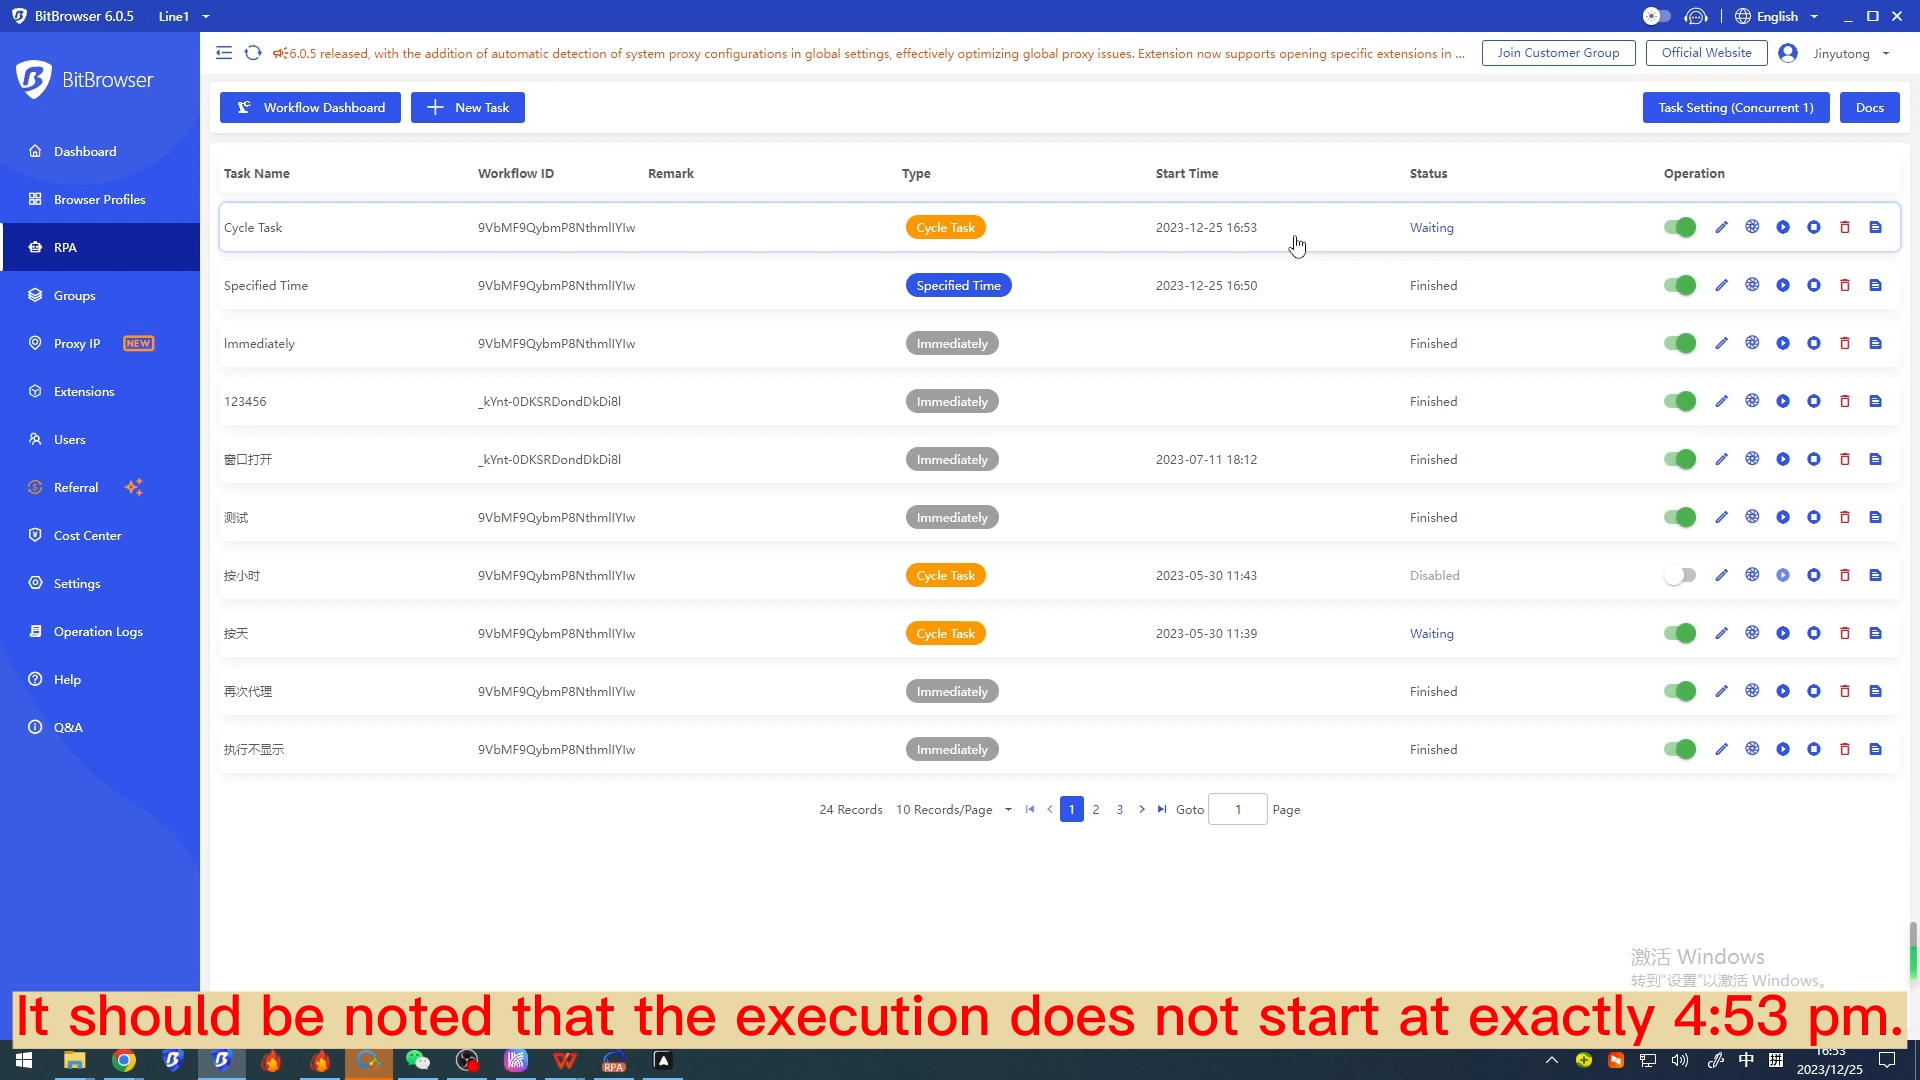 BitBrowser 6.0.5 Line1 English
6.0.5 released, with the addition of automatic detection of system proxy configurations in global settings, effectively optimizing global proxy issues. Extension now supports opening specific extensions in ... Join Customer Group Official Website Jinyutong
BitBrowser
Workflow Dashboard New Task Task Setting (Concurrent 1) Docs
Dashboard
Browser Profiles
RPA
Groups
Proxy IP NEW
Extensions
Users
Referral
Cost Center
Settings
Operation Logs
Help
Q&A
Task Name Workflow ID Remark Type Start Time Status Operation
Cycle Task 9VbMF9QybmP8NthmlIYIw Cycle Task 2023-12-25 16:53 Waiting
Specified Time 9VbMF9QybmP8NthmlIYIw Specified Time 2023-12-25 16:50 Finished
Immediately 9VbMF9QybmP8NthmlIYIw Immediately Finished
123456 _kYnt-0DKSRDondDkDi8l Immediately Finished
窗口打开 _kYnt-0DKSRDondDkDi8l Immediately 2023-07-11 18:12 Finished
测试 9VbMF9QybmP8NthmlIYIw Immediately Finished
按小时 9VbMF9QybmP8NthmlIYIw Cycle Task 2023-05-30 11:43 Disabled
按天 9VbMF9QybmP8NthmlIYIw Cycle Task 2023-05-30 11:39 Waiting
再次代理 9VbMF9QybmP8NthmlIYIw Immediately Finished
执行不显示 9VbMF9QybmP8NthmlIYIw Immediately Finished
24 Records 10 Records/Page 1 2 3 Goto 1 Page
激活 Windows
转到"设置"以激活 Windows。
It should be noted that the execution does not start at exactly 4:53 pm.
RPA 中 拼 16:53
2023/12/25